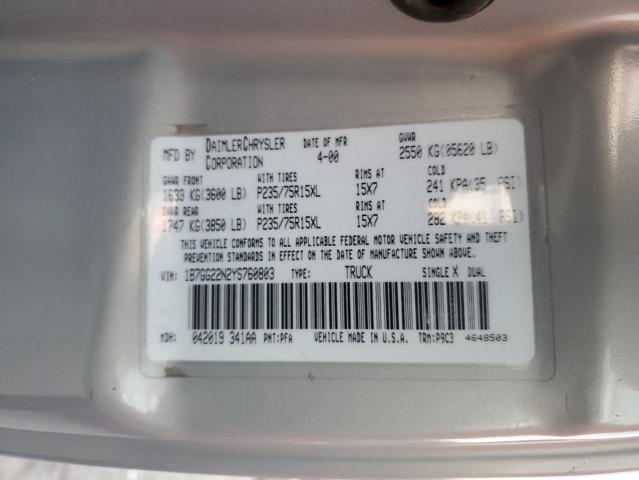 MFD BY DAIMLERCHRYSLER CORPORATION DATE OF MFR 4-00 GVWR 2550 KG(05620 LB)
GAWR FRONT WITH TIRES RIMS AT COLD
1633 KG(3600 LB) P235/75R15XL 15X7 241 KPA(35 PSI)
GAWR REAR WITH TIRES RIMS AT COLD
1747 KG(3850 LB) P235/75R15XL 15X7 282 KPA(41 PSI)
THIS VEHICLE CONFORMS TO ALL APPLICABLE FEDERAL MOTOR VEHICLE SAFETY AND THEFT
PREVENTION STANDARDS IN EFFECT ON THE DATE OF MANUFACTURE SHOWN ABOVE.
VIN: 1B7GG22N2YS760803 TYPE: TRUCK SINGLE X DUAL
MDH: 042019 341AA PNT:PFA VEHICLE MADE IN U.S.A. TRM:P9C3 4648503